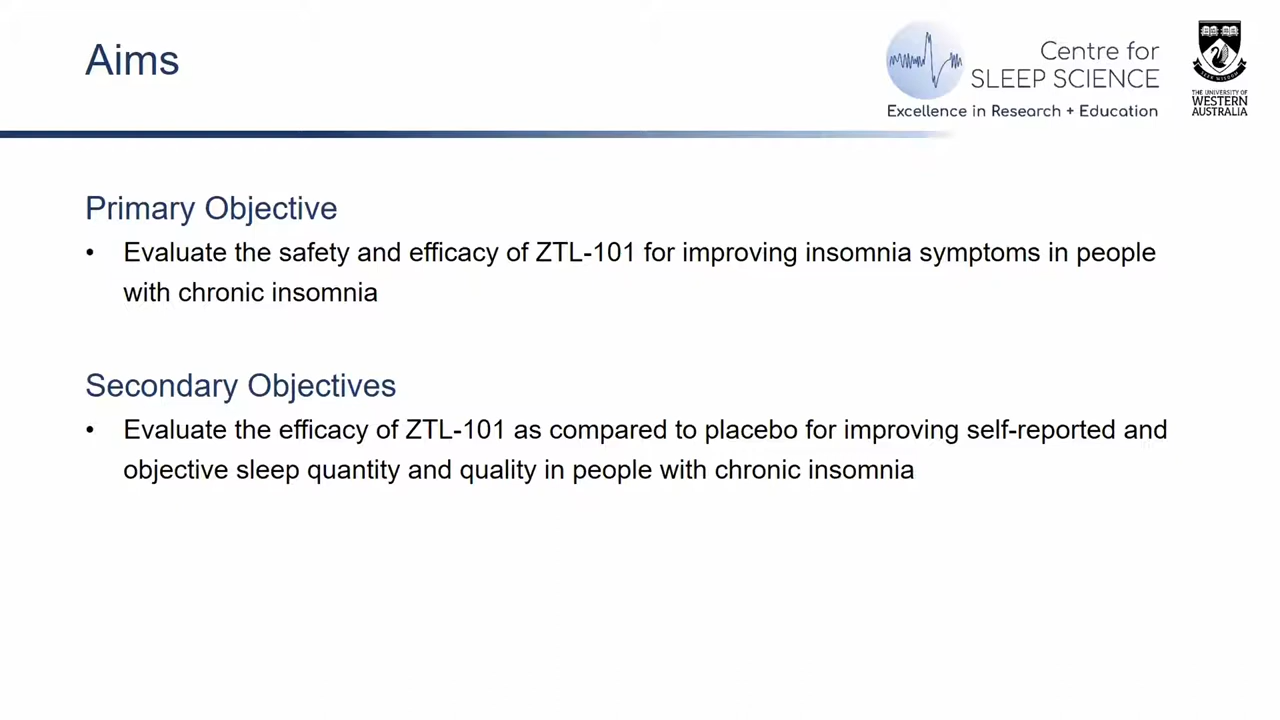 Aims
Centre for
SLEEP SCIENCE
Excellence in Research + Education
THE UNIVERSITY OF
WESTERN
AUSTRALIA
Primary Objective
• Evaluate the safety and efficacy of ZTL-101 for improving insomnia symptoms in people
with chronic insomnia
Secondary Objectives
• Evaluate the efficacy of ZTL-101 as compared to placebo for improving self-reported and
objective sleep quantity and quality in people with chronic insomnia